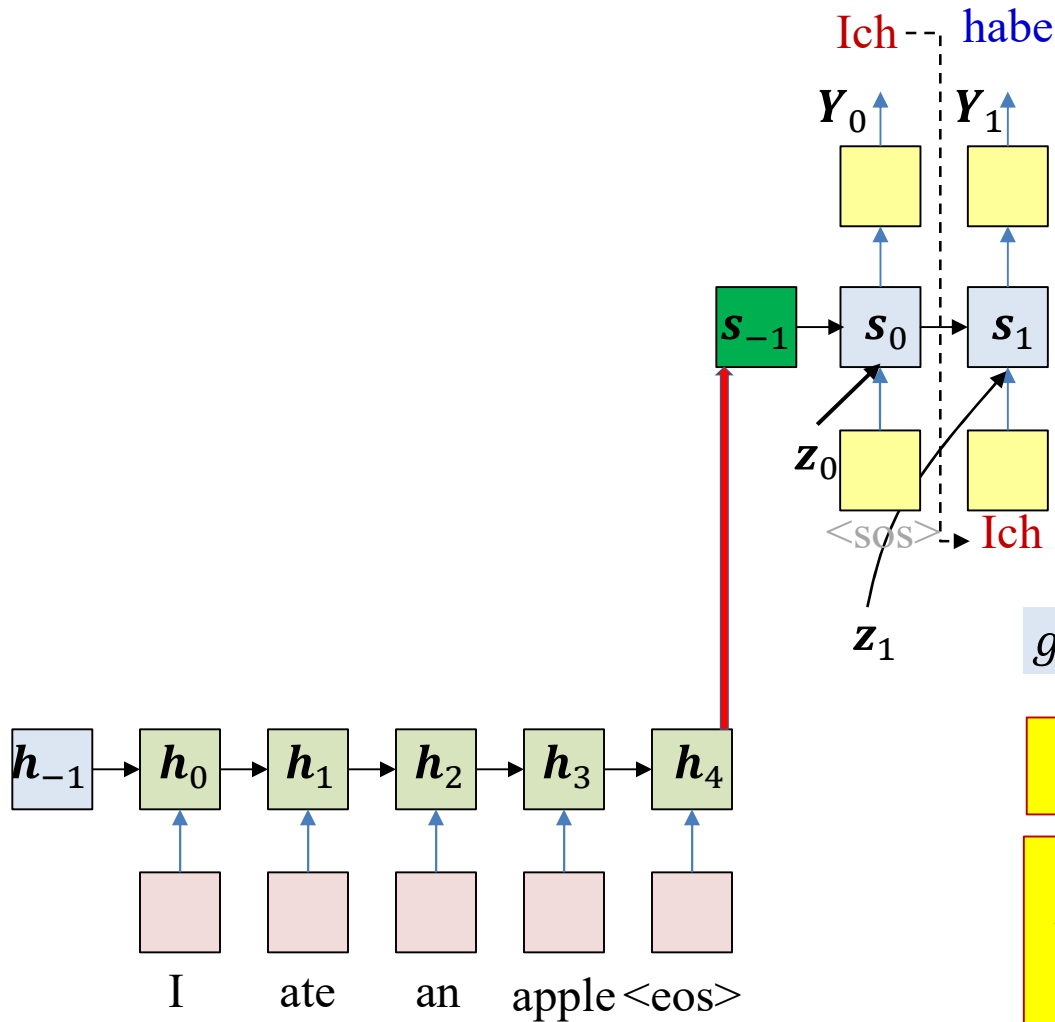 Ich habe
Y₀ Y₁
s₋₁ s₀ s₁
z₀
<sos> Ich
z₁
g
h₋₁ h₀ h₁ h₂ h₃ h₄
I ate an apple <eos>